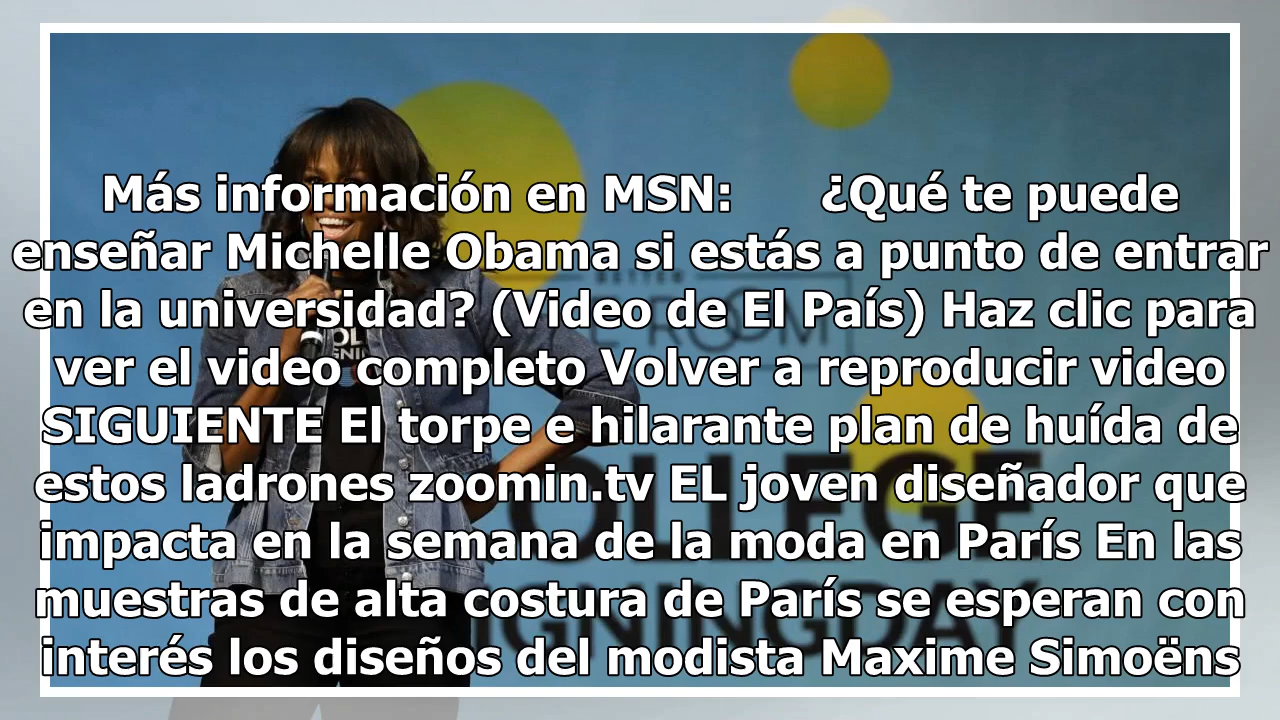 Más información en MSN: ¿Qué te puede
enseñar Michelle Obama si estás a punto de entrar
en la universidad? (Video de El País) Haz clic para
ver el video completo Volver a reproducir video
SIGUIENTE El torpe e hilarante plan de huída de
estos ladrones zoomin.tv EL joven diseñador que
impacta en la semana de la moda en París En las
muestras de alta costura de París se esperan con
interés los diseños del modista Maxime Simoëns